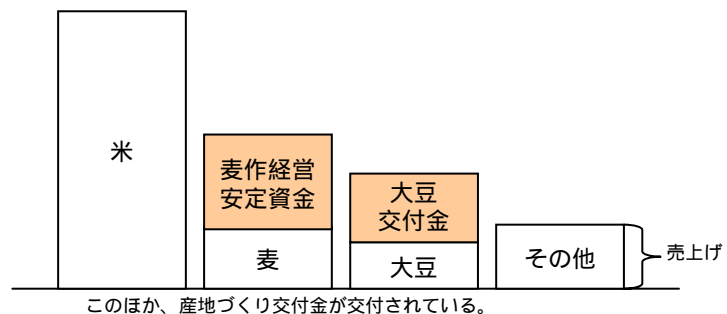 米
麦作経営
安定資金
麦
大豆
交付金
大豆
その他
売上げ
このほか、産地づくり交付金が交付されている。